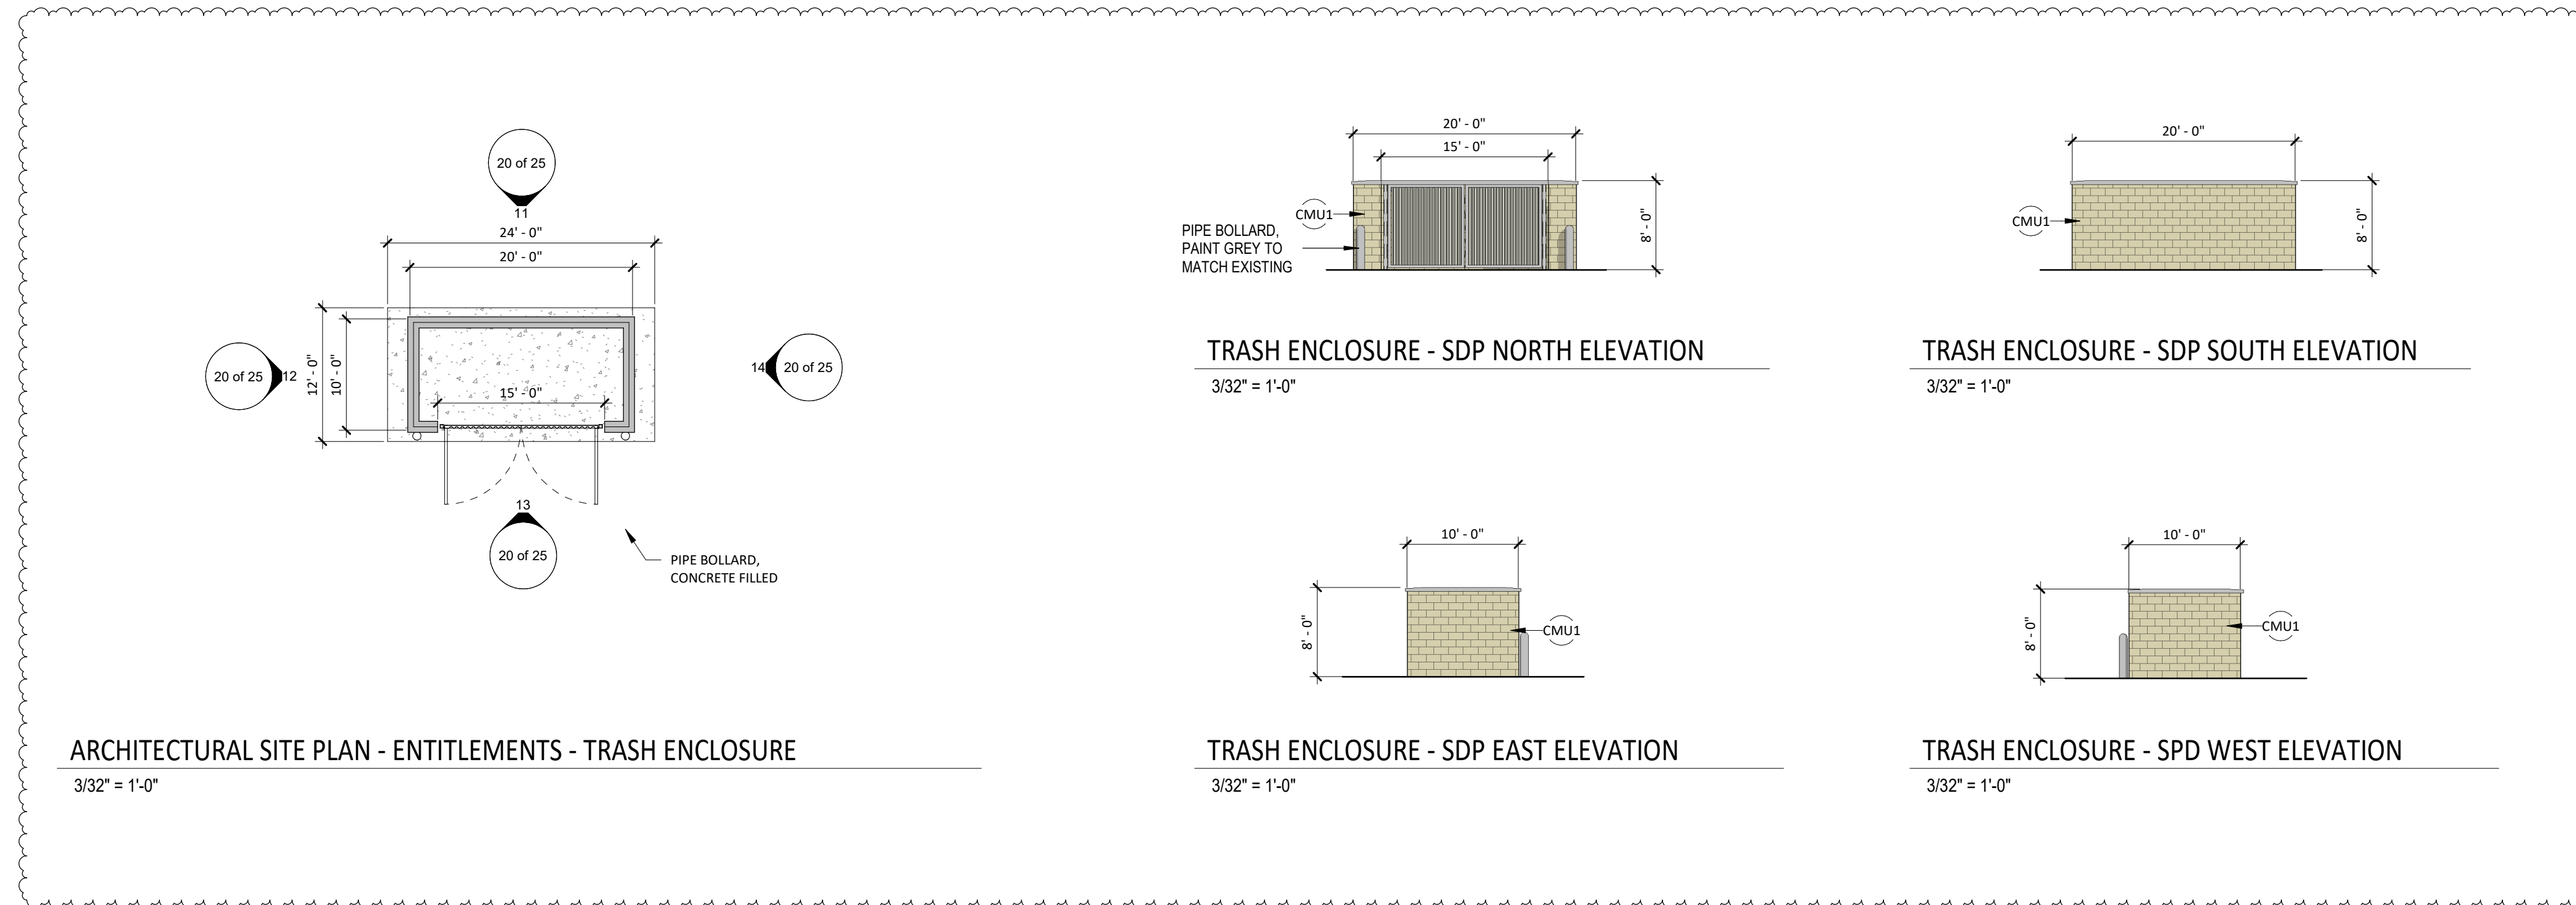 20 of 25
11
24' - 0"
20' - 0"
20 of 25
12
12' - 0"
10' - 0"
15' - 0"
14
20 of 25
13
20 of 25
PIPE BOLLARD,
CONCRETE FILLED
ARCHITECTURAL SITE PLAN - ENTITLEMENTS - TRASH ENCLOSURE
3/32" = 1'-0"
20' - 0"
15' - 0"
CMU1
PIPE BOLLARD,
PAINT GREY TO
MATCH EXISTING
8' - 0"
TRASH ENCLOSURE - SDP NORTH ELEVATION
3/32" = 1'-0"
20' - 0"
CMU1
8' - 0"
TRASH ENCLOSURE - SDP SOUTH ELEVATION
3/32" = 1'-0"
10' - 0"
8' - 0"
CMU1
TRASH ENCLOSURE - SDP EAST ELEVATION
3/32" = 1'-0"
10' - 0"
8' - 0"
CMU1
TRASH ENCLOSURE - SPD WEST ELEVATION
3/32" = 1'-0"